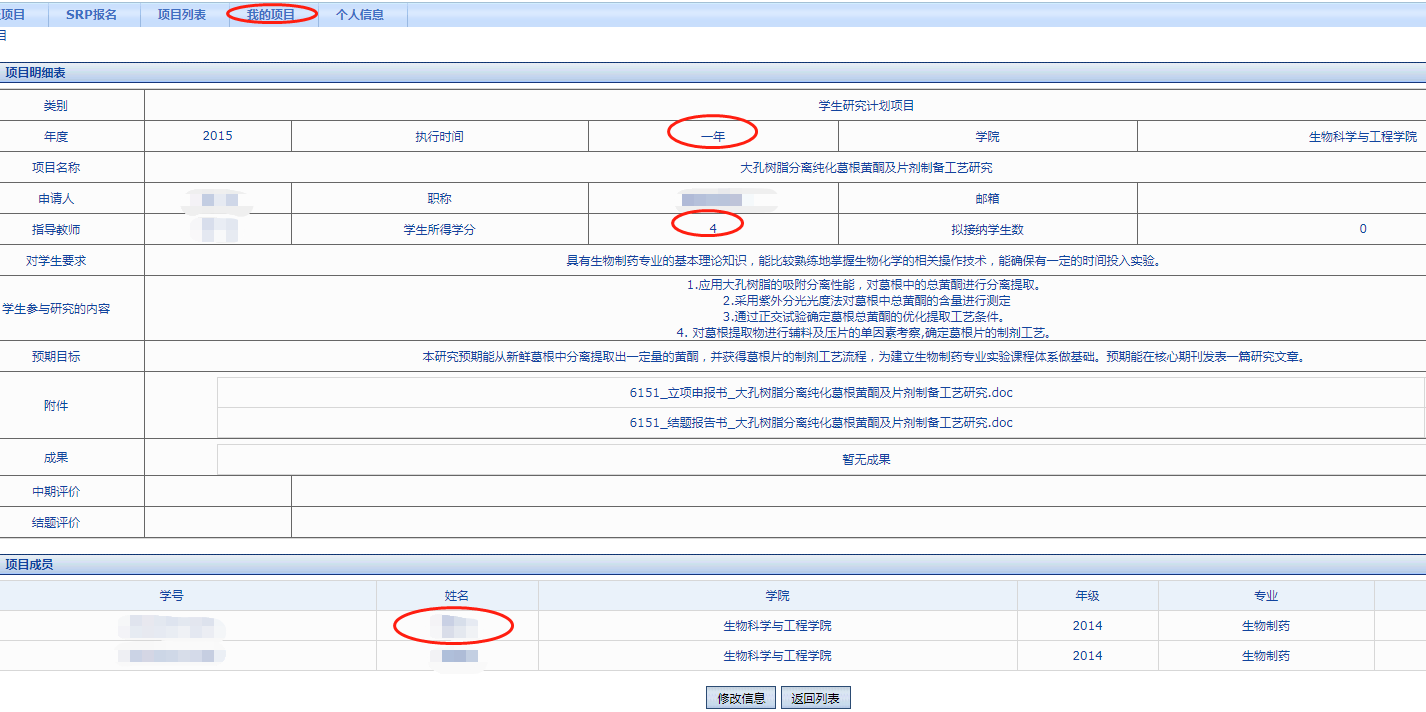 项目 SRP报名 项目列表 我的项目 个人信息
目
项目明细表
类别 学生研究计划项目
年度 2015 执行时间 一年 学院 生物科学与工程学院
项目名称 大孔树脂分离纯化葛根黄酮及片剂制备工艺研究
申请人 职称 邮箱
指导教师 学生所得学分 4 拟接纳学生数 0
对学生要求 具有生物制药专业的基本理论知识，能比较熟练地掌握生物化学的相关操作技术，能确保有一定的时间投入实验。
学生参与研究的内容
1.应用大孔树脂的吸附分离性能，对葛根中的总黄酮进行分离提取。
2.采用紫外分光光度法对葛根中总黄酮的含量进行测定
3.通过正交试验确定葛根总黄酮的优化提取工艺条件。
4. 对葛根提取物进行辅料及压片的单因素考察,确定葛根片的制剂工艺。
预期目标 本研究预期能从新鲜葛根中分离提取出一定量的黄酮，并获得葛根片的制剂工艺流程，为建立生物制药专业实验课程体系做基础。预期能在核心期刊发表一篇研究文章。
附件
6151_立项申报书_大孔树脂分离纯化葛根黄酮及片剂制备工艺研究.doc
6151_结题报告书_大孔树脂分离纯化葛根黄酮及片剂制备工艺研究.doc
成果 暂无成果
中期评价
结题评价
项目成员
学号 姓名 学院 年级 专业
生物科学与工程学院 2014 生物制药
生物科学与工程学院 2014 生物制药
修改信息 返回列表